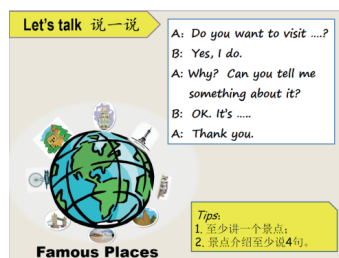 Let's talk 说一说
A: Do you want to visit ....?
B: Yes, I do.
A: Why? Can you tell me
something about it?
B: OK. It's .....
A: Thank you.
Famous Places
Tips:
1. 至少讲一个景点；
2. 景点介绍至少说4句。